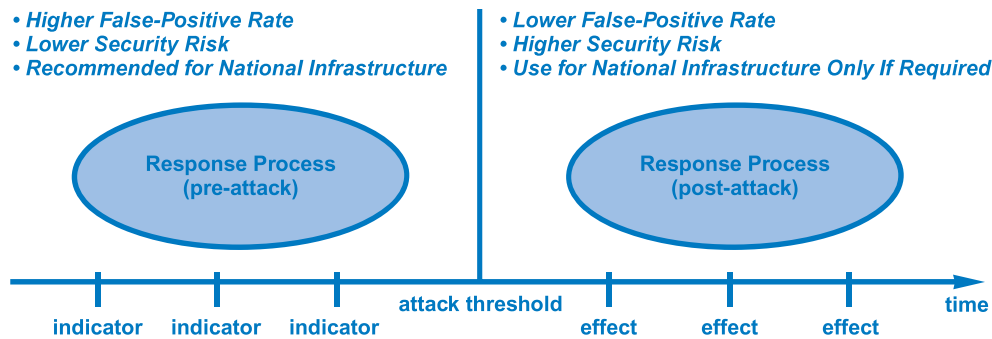 • Higher False-Positive Rate
• Lower Security Risk
• Recommended for National Infrastructure
• Lower False-Positive Rate
• Higher Security Risk
• Use for National Infrastructure Only If Required
Response Process
(pre-attack)
Response Process
(post-attack)
attack threshold
time
indicator
indicator
indicator
effect
effect
effect